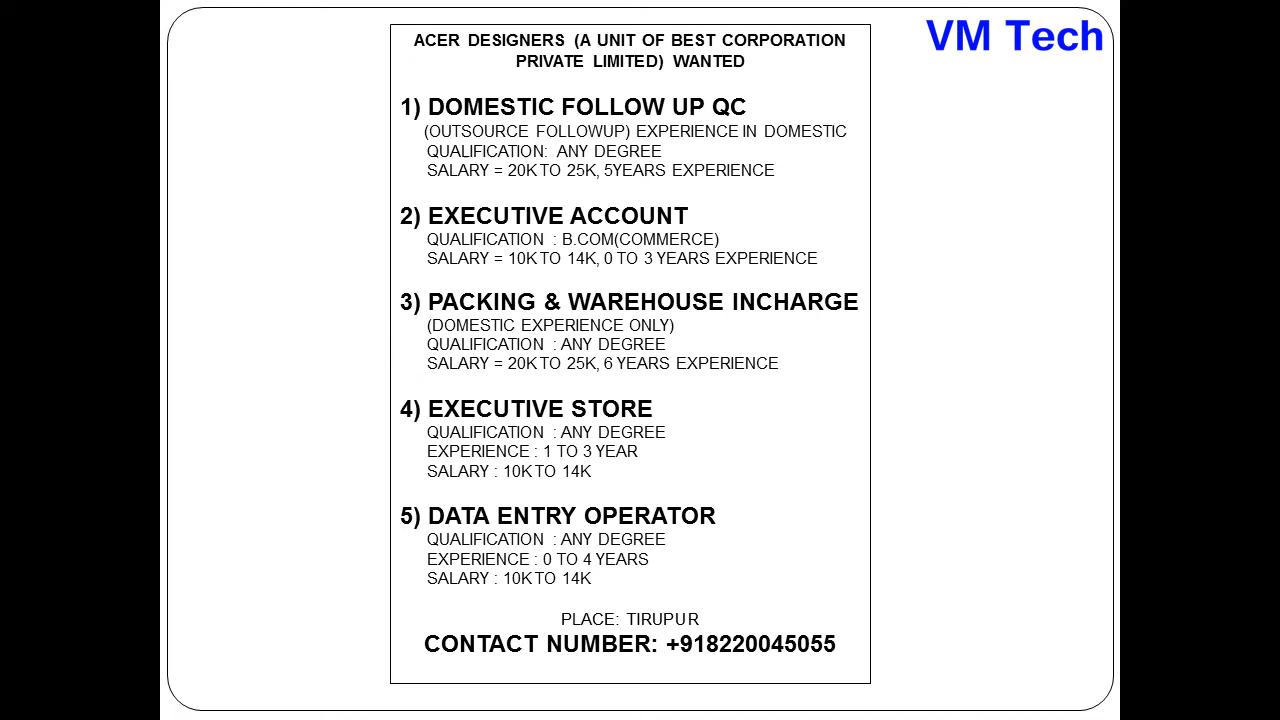 VM Tech
ACER DESIGNERS (A UNIT OF BEST CORPORATION
PRIVATE LIMITED) WANTED
1) DOMESTIC FOLLOW UP QC
(OUTSOURCE FOLLOWUP) EXPERIENCE IN DOMESTIC
QUALIFICATION: ANY DEGREE
SALARY = 20K TO 25K, 5YEARS EXPERIENCE
2) EXECUTIVE ACCOUNT
QUALIFICATION : B.COM(COMMERCE)
SALARY = 10K TO 14K, 0 TO 3 YEARS EXPERIENCE
3) PACKING & WAREHOUSE INCHARGE
(DOMESTIC EXPERIENCE ONLY)
QUALIFICATION : ANY DEGREE
SALARY = 20K TO 25K, 6 YEARS EXPERIENCE
4) EXECUTIVE STORE
QUALIFICATION : ANY DEGREE
EXPERIENCE : 1 TO 3 YEAR
SALARY : 10K TO 14K
5) DATA ENTRY OPERATOR
QUALIFICATION : ANY DEGREE
EXPERIENCE : 0 TO 4 YEARS
SALARY : 10K TO 14K
PLACE: TIRUPUR
CONTACT NUMBER: +918220045055